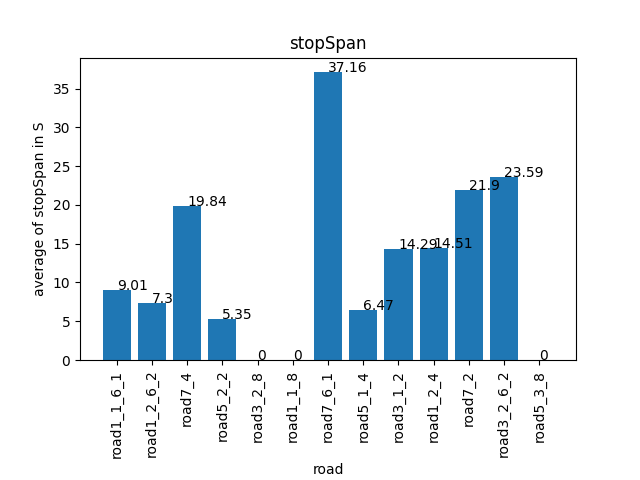 stopSpan
average of stopSpan in S
35
30
25
20
15
10
5
0
9.01
7.3
19.84
5.35
0
0
37.16
6.47
14.29
14.51
21.9
23.59
0
road1_1_6_1
road1_2_6_2
road7_4
road5_2_2
road3_2_8
road1_1_8
road7_6_1
road5_1_4
road3_1_2
road1_2_4
road7_2
road3_2_6_2
road5_3_8
road